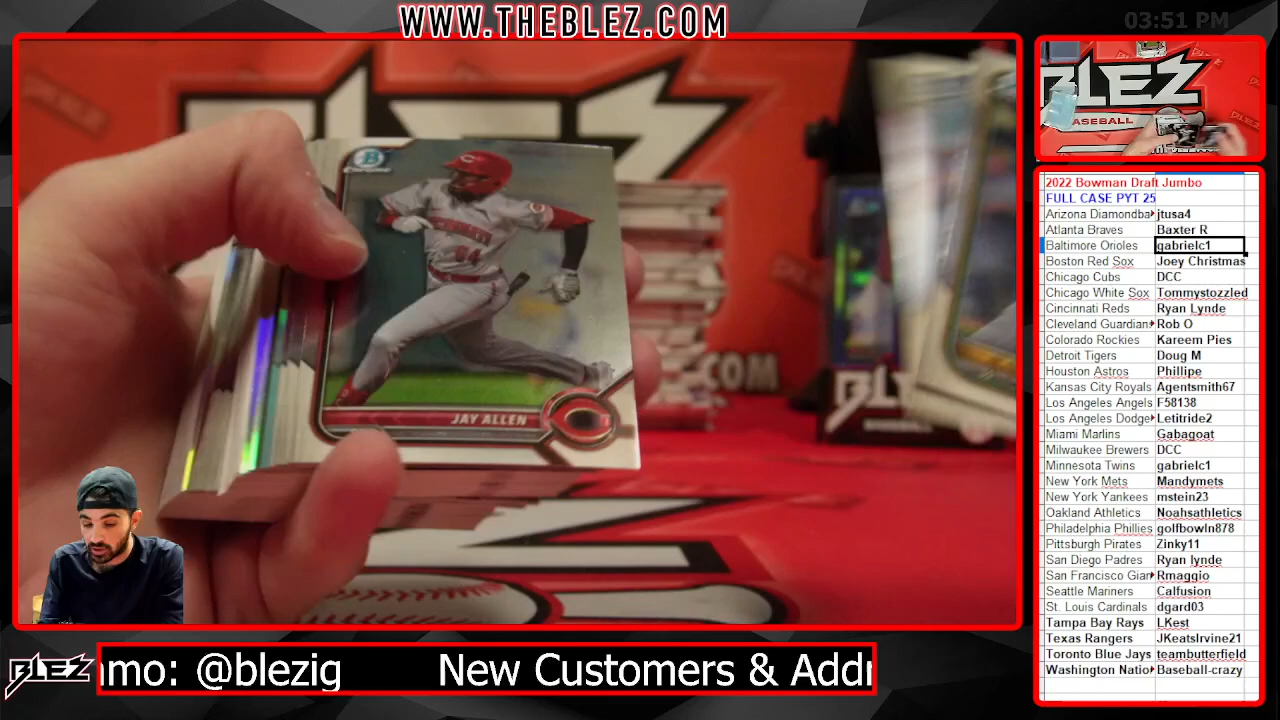 WWW.THEBLEZ.COM
03:51 PM
BLEZ
BASEBALL
Chrome
JAY ALLEN
.COM
2022 Bowman Draft Jumbo
FULL CASE PYT 25
Arizona Diamondba jtusa4
Atlanta Braves Baxter R
Baltimore Orioles gabrielc1
Boston Red Sox Joey Christmas
Chicago Cubs DCC
Chicago White Sox Tommystozzled
Cincinnati Reds Ryan Lynde
Cleveland Guardian Rob O
Colorado Rockies Kareem Pies
Detroit Tigers Doug M
Houston Astros Phillipe
Kansas City Royals Agentsmith67
Los Angeles Angels F58138
Los Angeles Dodge Letitride2
Miami Marlins Gabagoat
Milwaukee Brewers DCC
Minnesota Twins gabrielc1
New York Mets Mandymets
New York Yankees mstein23
Oakland Athletics Noahsathletics
Philadelphia Phillies golfbowln878
Pittsburgh Pirates Zinky11
San Diego Padres Ryan lynde
San Francisco Gian Rmaggio
Seattle Mariners Calfusion
St. Louis Cardinals dgard03
Tampa Bay Rays LKest
Texas Rangers JKeatsIrvine21
Toronto Blue Jays teambutterfield
Washington Natio Baseball-crazy
BLEZ
mo: @blezig New Customers & Addr